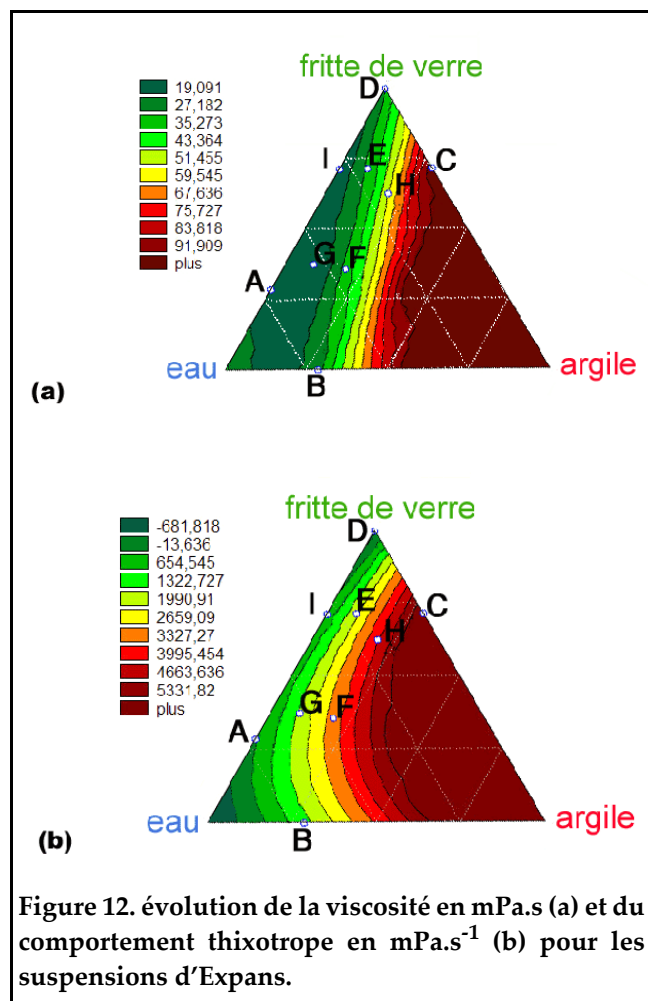 fritte de verre
D
19,091
27,182
35,273
43,364
51,455
59,545
67,636
75,727
83,818
91,909
plus
I
E
C
H
G
F
A
eau
argile
B
(a)
fritte de verre
D
-681,818
-13,636
654,545
1322,727
1990,91
2659,09
3327,27
3995,454
4663,636
5331,82
plus
I
E
C
H
G
F
A
eau
argile
B
(b)
Figure 12. évolution de la viscosité en mPa.s (a) et du
comportement thixotrope en mPa.s⁻¹ (b) pour les
suspensions d’Expans.